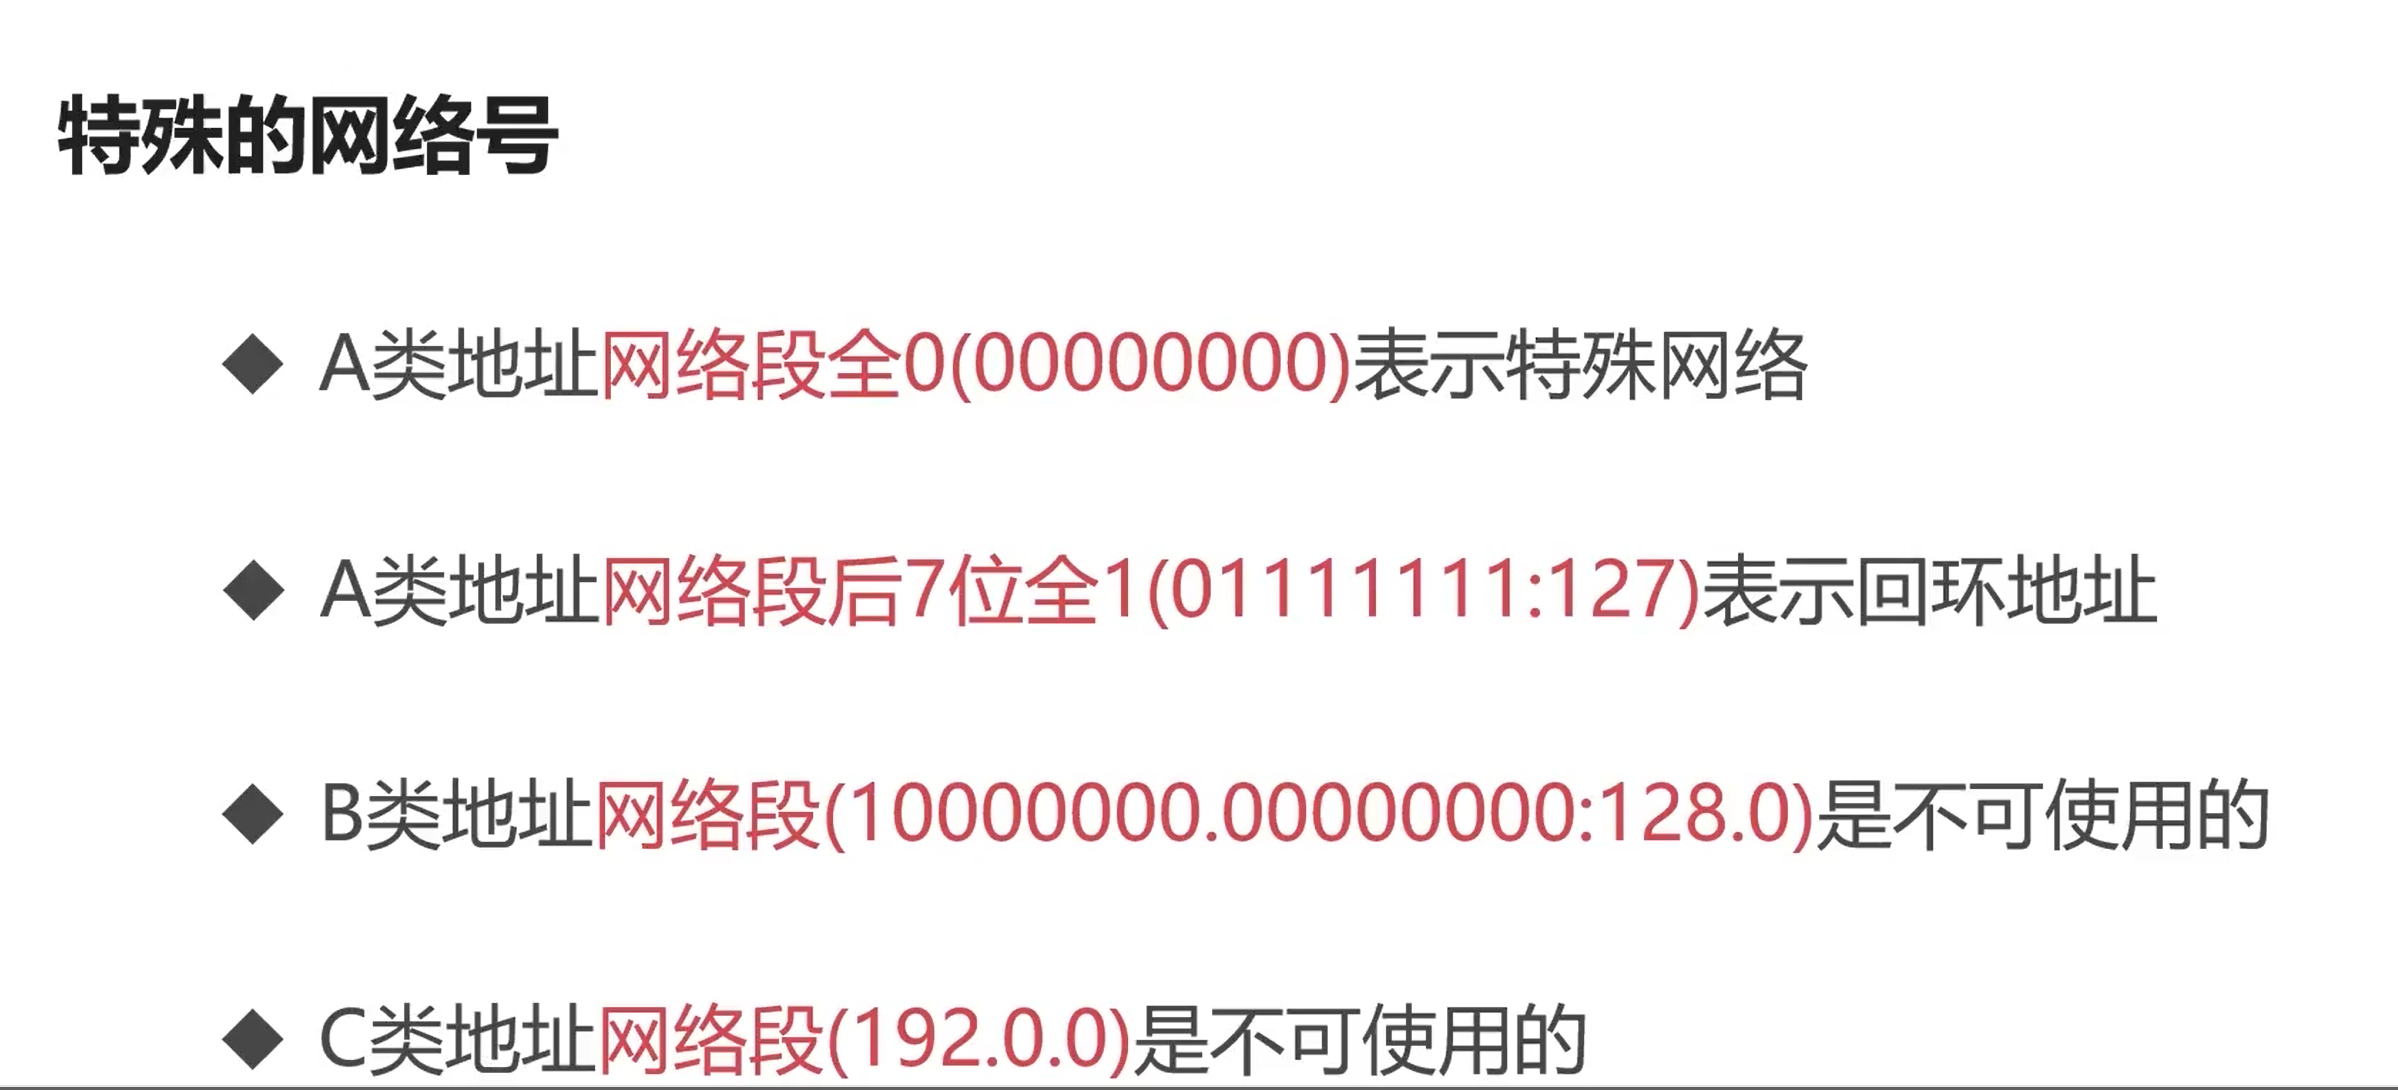 特殊的网络号
◆ A类地址网络段全0(00000000)表示特殊网络
◆ A类地址网络段后7位全1(01111111:127)表示回环地址
◆ B类地址网络段(10000000.00000000:128.0)是不可使用的
◆ C类地址网络段(192.0.0)是不可使用的